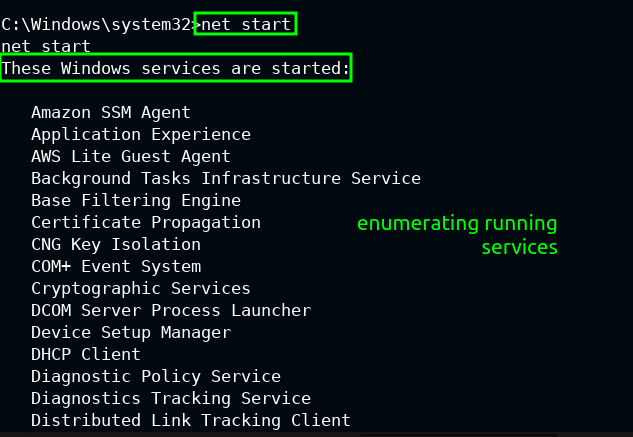 C:\Windows\system32>net start
net start
These Windows services are started:
Amazon SSM Agent
Application Experience
AWS Lite Guest Agent
Background Tasks Infrastructure Service
Base Filtering Engine
Certificate Propagation
CNG Key Isolation
COM+ Event System
Cryptographic Services
DCOM Server Process Launcher
Device Setup Manager
DHCP Client
Diagnostic Policy Service
Diagnostics Tracking Service
Distributed Link Tracking Client
enumerating running
services